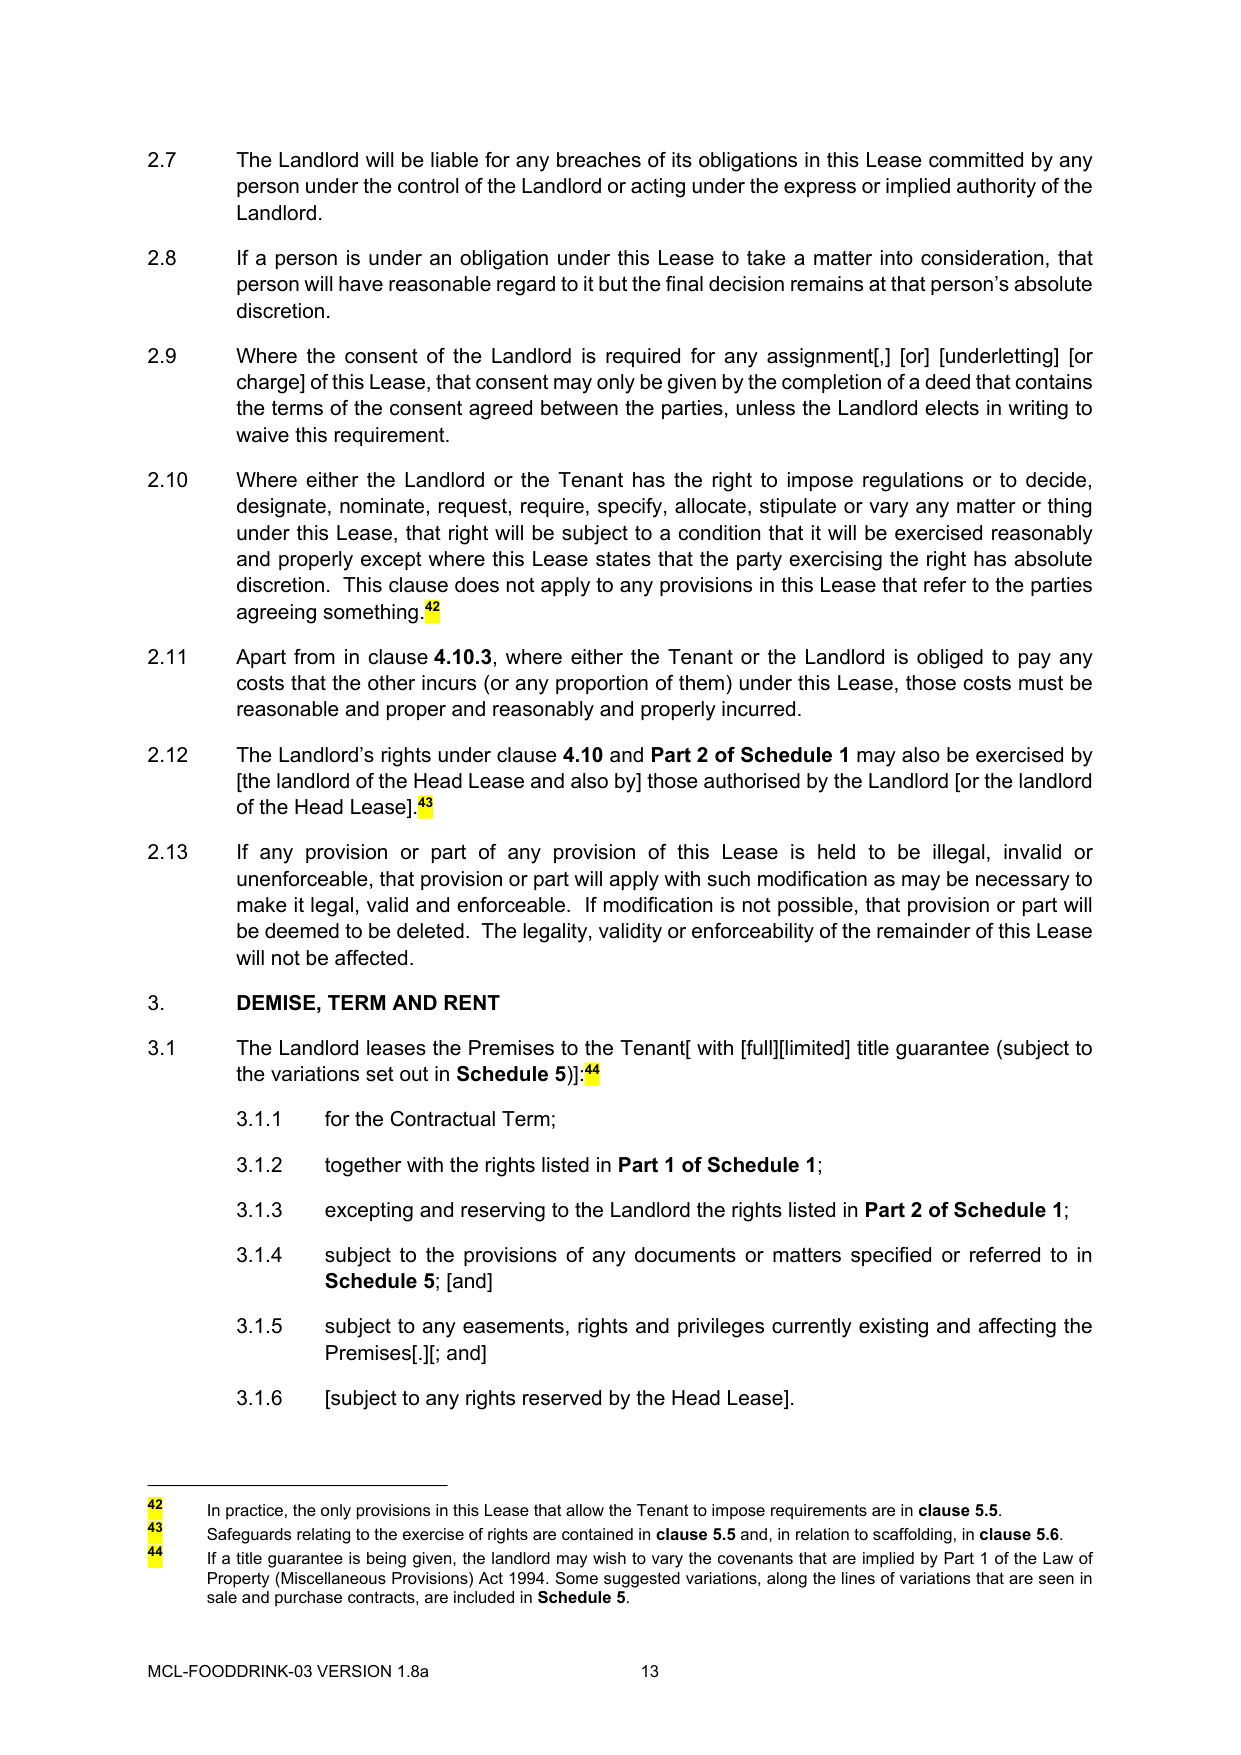 2.7 The Landlord will be liable for any breaches of its obligations in this Lease committed by any
person under the control of the Landlord or acting under the express or implied authority of the
Landlord.
2.8 If a person is under an obligation under this Lease to take a matter into consideration, that
person will have reasonable regard to it but the final decision remains at that person’s absolute
discretion.
2.9 Where the consent of the Landlord is required for any assignment[,] [or] [underletting] [or
charge] of this Lease, that consent may only be given by the completion of a deed that contains
the terms of the consent agreed between the parties, unless the Landlord elects in writing to
waive this requirement.
2.10 Where either the Landlord or the Tenant has the right to impose regulations or to decide,
designate, nominate, request, require, specify, allocate, stipulate or vary any matter or thing
under this Lease, that right will be subject to a condition that it will be exercised reasonably
and properly except where this Lease states that the party exercising the right has absolute
discretion. This clause does not apply to any provisions in this Lease that refer to the parties
agreeing something.42
2.11 Apart from in clause 4.10.3, where either the Tenant or the Landlord is obliged to pay any
costs that the other incurs (or any proportion of them) under this Lease, those costs must be
reasonable and proper and reasonably and properly incurred.
2.12 The Landlord’s rights under clause 4.10 and Part 2 of Schedule 1 may also be exercised by
[the landlord of the Head Lease and also by] those authorised by the Landlord [or the landlord
of the Head Lease].43
2.13 If any provision or part of any provision of this Lease is held to be illegal, invalid or
unenforceable, that provision or part will apply with such modification as may be necessary to
make it legal, valid and enforceable. If modification is not possible, that provision or part will
be deemed to be deleted. The legality, validity or enforceability of the remainder of this Lease
will not be affected.
3. DEMISE, TERM AND RENT
3.1 The Landlord leases the Premises to the Tenant[ with [full][limited] title guarantee (subject to
the variations set out in Schedule 5)]:44
3.1.1 for the Contractual Term;
3.1.2 together with the rights listed in Part 1 of Schedule 1;
3.1.3 excepting and reserving to the Landlord the rights listed in Part 2 of Schedule 1;
3.1.4 subject to the provisions of any documents or matters specified or referred to in
Schedule 5; [and]
3.1.5 subject to any easements, rights and privileges currently existing and affecting the
Premises[.][; and]
3.1.6 [subject to any rights reserved by the Head Lease].
42 In practice, the only provisions in this Lease that allow the Tenant to impose requirements are in clause 5.5.
43 Safeguards relating to the exercise of rights are contained in clause 5.5 and, in relation to scaffolding, in clause 5.6.
44 If a title guarantee is being given, the landlord may wish to vary the covenants that are implied by Part 1 of the Law of
Property (Miscellaneous Provisions) Act 1994. Some suggested variations, along the lines of variations that are seen in
sale and purchase contracts, are included in Schedule 5.
MCL-FOODDRINK-03 VERSION 1.8a 13